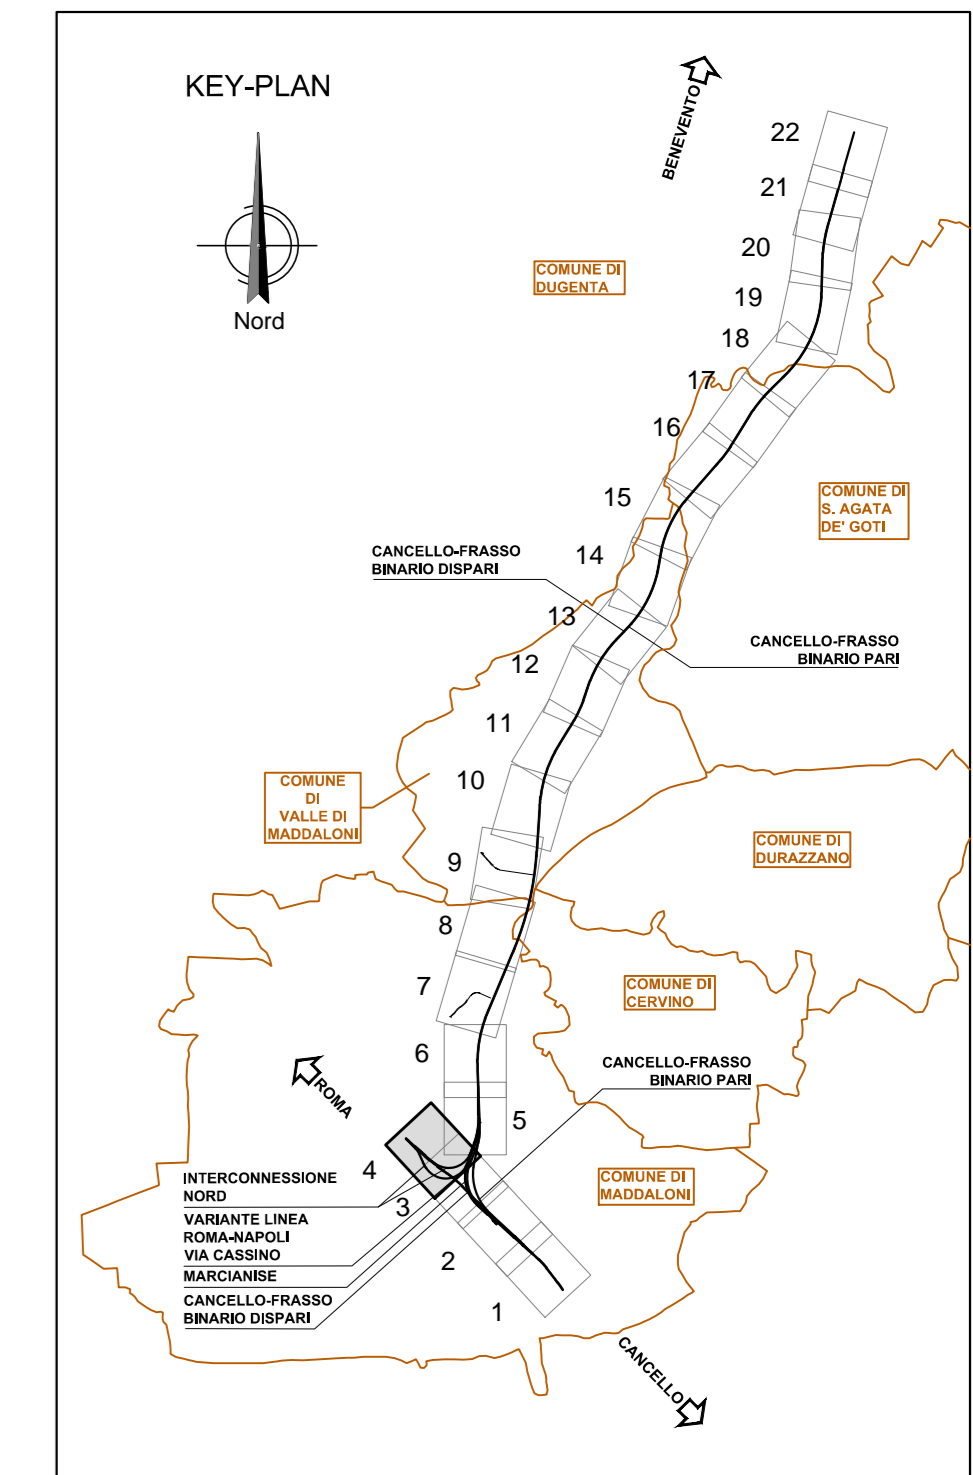 KEY-PLAN
Nord
BENEVENTO
22
21
20
19
18
17
16
15
14
13
12
11
10
9
8
7
6
5
4
3
2
1
COMUNE DI
DUGENTA
COMUNE DI
S. AGATA
DE' GOTI
CANCELLO-FRASSO
BINARIO DISPARI
CANCELLO-FRASSO
BINARIO PARI
COMUNE
DI
VALLE DI
MADDALONI
COMUNE DI
DURAZZANO
COMUNE DI
CERVINO
CANCELLO-FRASSO
BINARIO PARI
ROMA
COMUNE DI
MADDALONI
INTERCONNESSIONE
NORD
VARIANTE LINEA
ROMA-NAPOLI
VIA CASSINO
MARCIANISE
CANCELLO-FRASSO
BINARIO DISPARI
CANCELLO